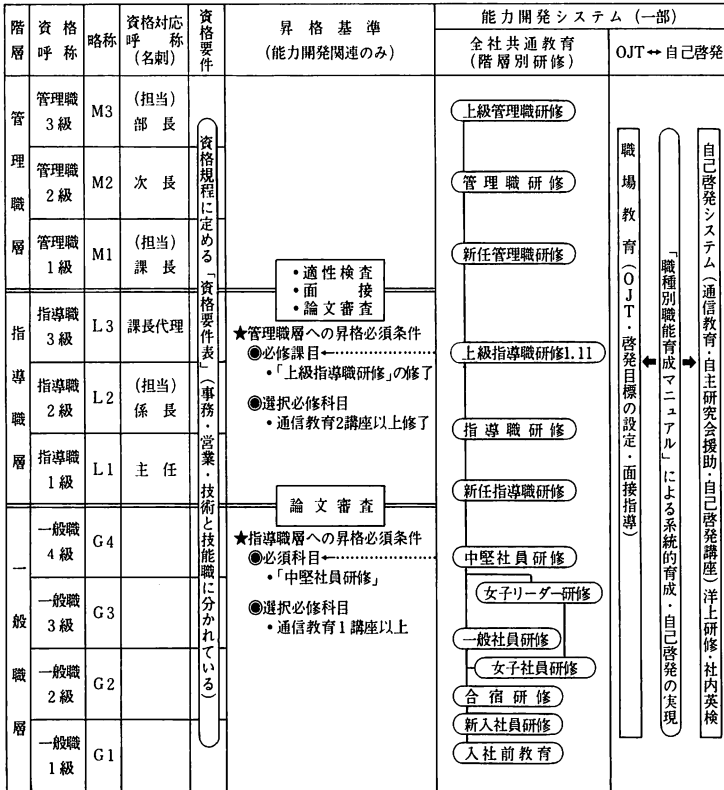 階層
資格呼称
略称
資格対応呼称(名刺)
資格要件
昇格基準
(能力開発関連のみ)
能力開発システム(一部)
全社共通教育
(階層別研修)
OJT↔自己啓発
管理職層
管理職3級
M3
(担当)部長
管理職2級
M2
次長
管理職1級
M1
(担当)課長
指導職層
指導職3級
L3
課長代理
指導職2級
L2
(担当)係長
指導職1級
L1
主任
一般職層
一般職4級
G4
一般職3級
G3
一般職2級
G2
一般職1級
G1
資格規程に定める「資格要件表」(事務・営業・技術と技能職に分かれている)
・適性検査
・面接
・論文審査
★管理職層への昇格必須条件
◉必修課目
・「上級指導職研修」の修了
◉選択必修科目
・通信教育2講座以上修了
論文審査
★指導職層への昇格必須条件
◉必須科目
・「中堅社員研修」
◉選択必修科目
・通信教育1講座以上
上級管理職研修
管理職研修
新任管理職研修
上級指導職研修1.11
指導職研修
新任指導職研修
中堅社員研修
女子リーダー研修
一般社員研修
女子社員研修
合宿研修
新入社員研修
入社前教育
職場教育(OJT・啓発目標の設定・面接指導)
「職種別職能育成マニュアル」による系統的育成・自己啓発の実現
自己啓発システム(通信教育・自主研究会援助・自己啓発講座)洋上研修・社内英検